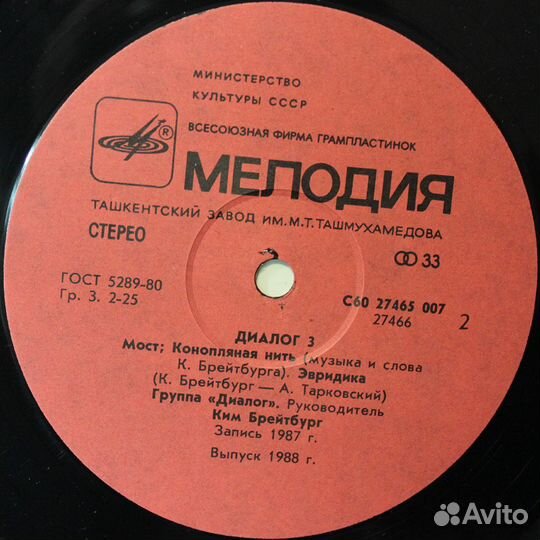 МИНИСТЕРСТВО
КУЛЬТУРЫ СССР
®
ВСЕСОЮЗНАЯ ФИРМА ГРАМПЛАСТИНОК
МЕЛОДИЯ
ТАШКЕНТСКИЙ ЗАВОД ИМ.М.Т.ТАШМУХАМЕДОВА
СТЕРЕО
33
ГОСТ 5289-80
Гр. 3. 2-25
С60 27465 007
27466
2
ДИАЛОГ 3
Мост; Конопляная нить (музыка и слова
К. Брейтбурга). Эвридика
(К. Брейтбург — А. Тарковский)
Группа «Диалог». Руководитель
Ким Брейтбург
Запись 1987 г.
Выпуск 1988 г.
Avito